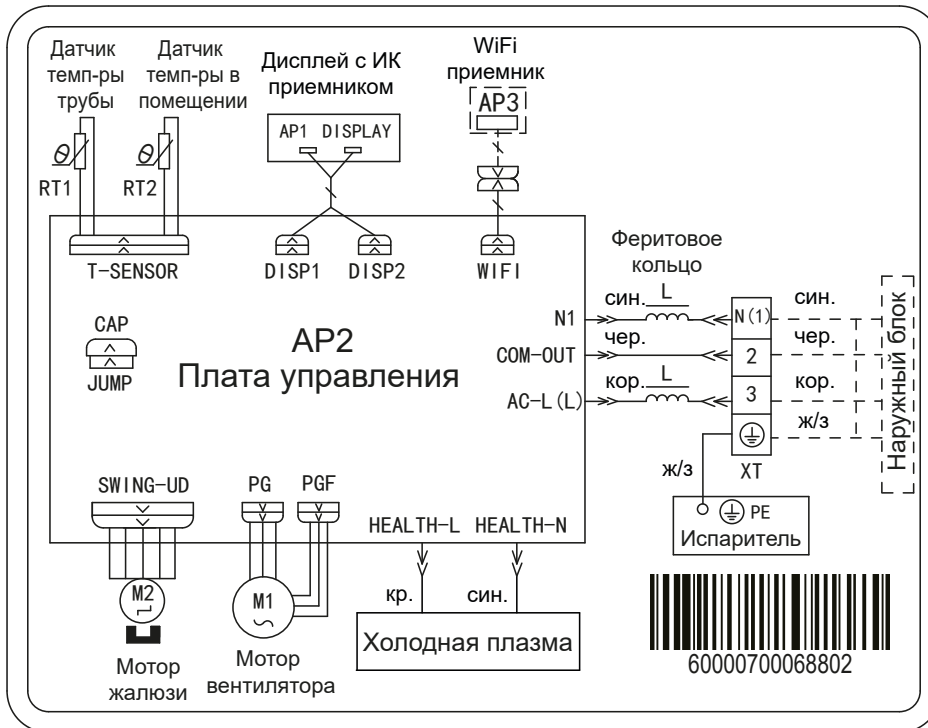 Датчик
темп-ры
трубы
Датчик
темп-ры в
помещении
Дисплей с ИК
приемником
WiFi
приемник
AP3
AP1 DISPLAY
θ
RT1
θ
RT2
T-SENSOR
DISP1
DISP2
WIFI
Феритовое
кольцо
CAP
JUMP
AP2
Плата управления
N1
син.
L
N(1)
син.
COM-OUT
чер.
2
чер.
AC-L(L)
кор.
L
3
кор.
ж/з
XT
Наружный блок
ж/з
PE
Испаритель
SWING-UD
PG
PGF
HEALTH-L
HEALTH-N
M2
M1
кр.
син.
Холодная плазма
Мотор
жалюзи
Мотор
вентилятора
60000700068802